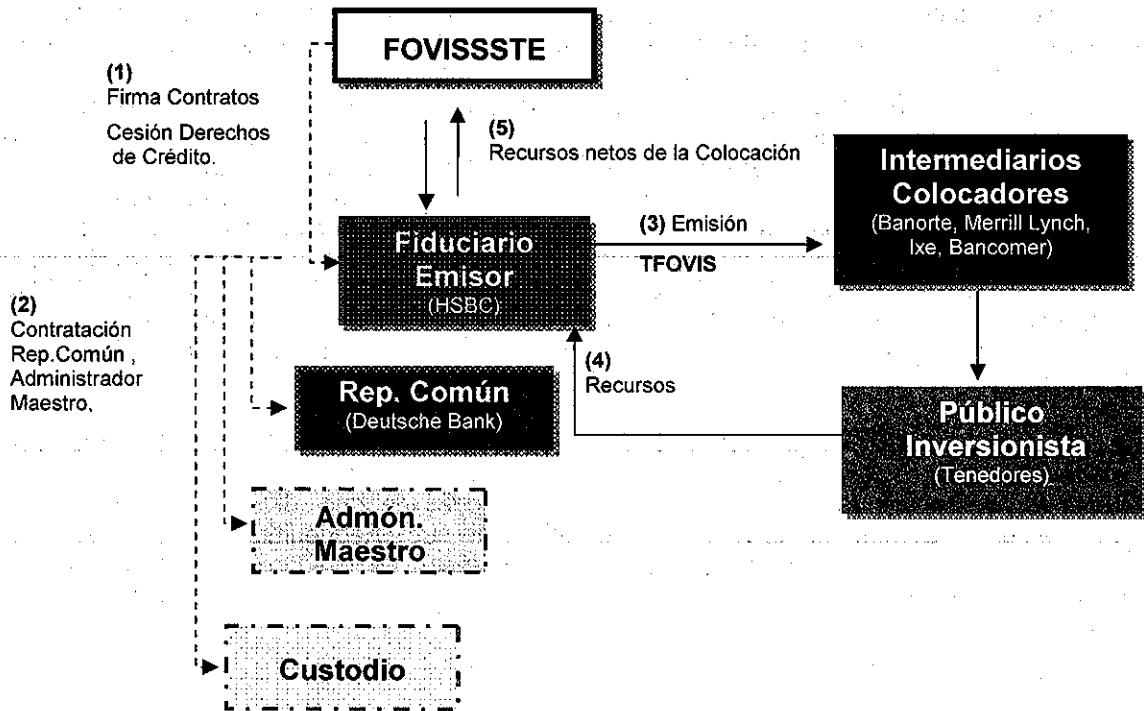 FOVISSSTE
(1)
Firma Contratos
Cesión Derechos
de Crédito.
(5)
Recursos netos de la Colocación
Intermediarios
Colocadores
(Banorte, Merrill Lynch,
Ixe, Bancomer)
Fiduciario
Emisor
(HSBC)
(3) Emisión
TFOVIS
(2)
Contratación
Rep.Común ,
Administrador
Maestro.
(4)
Recursos
Rep. Común
(Deutsche Bank)
Público
Inversionista
(Tenedores)
Admón.
Maestro
Custodio